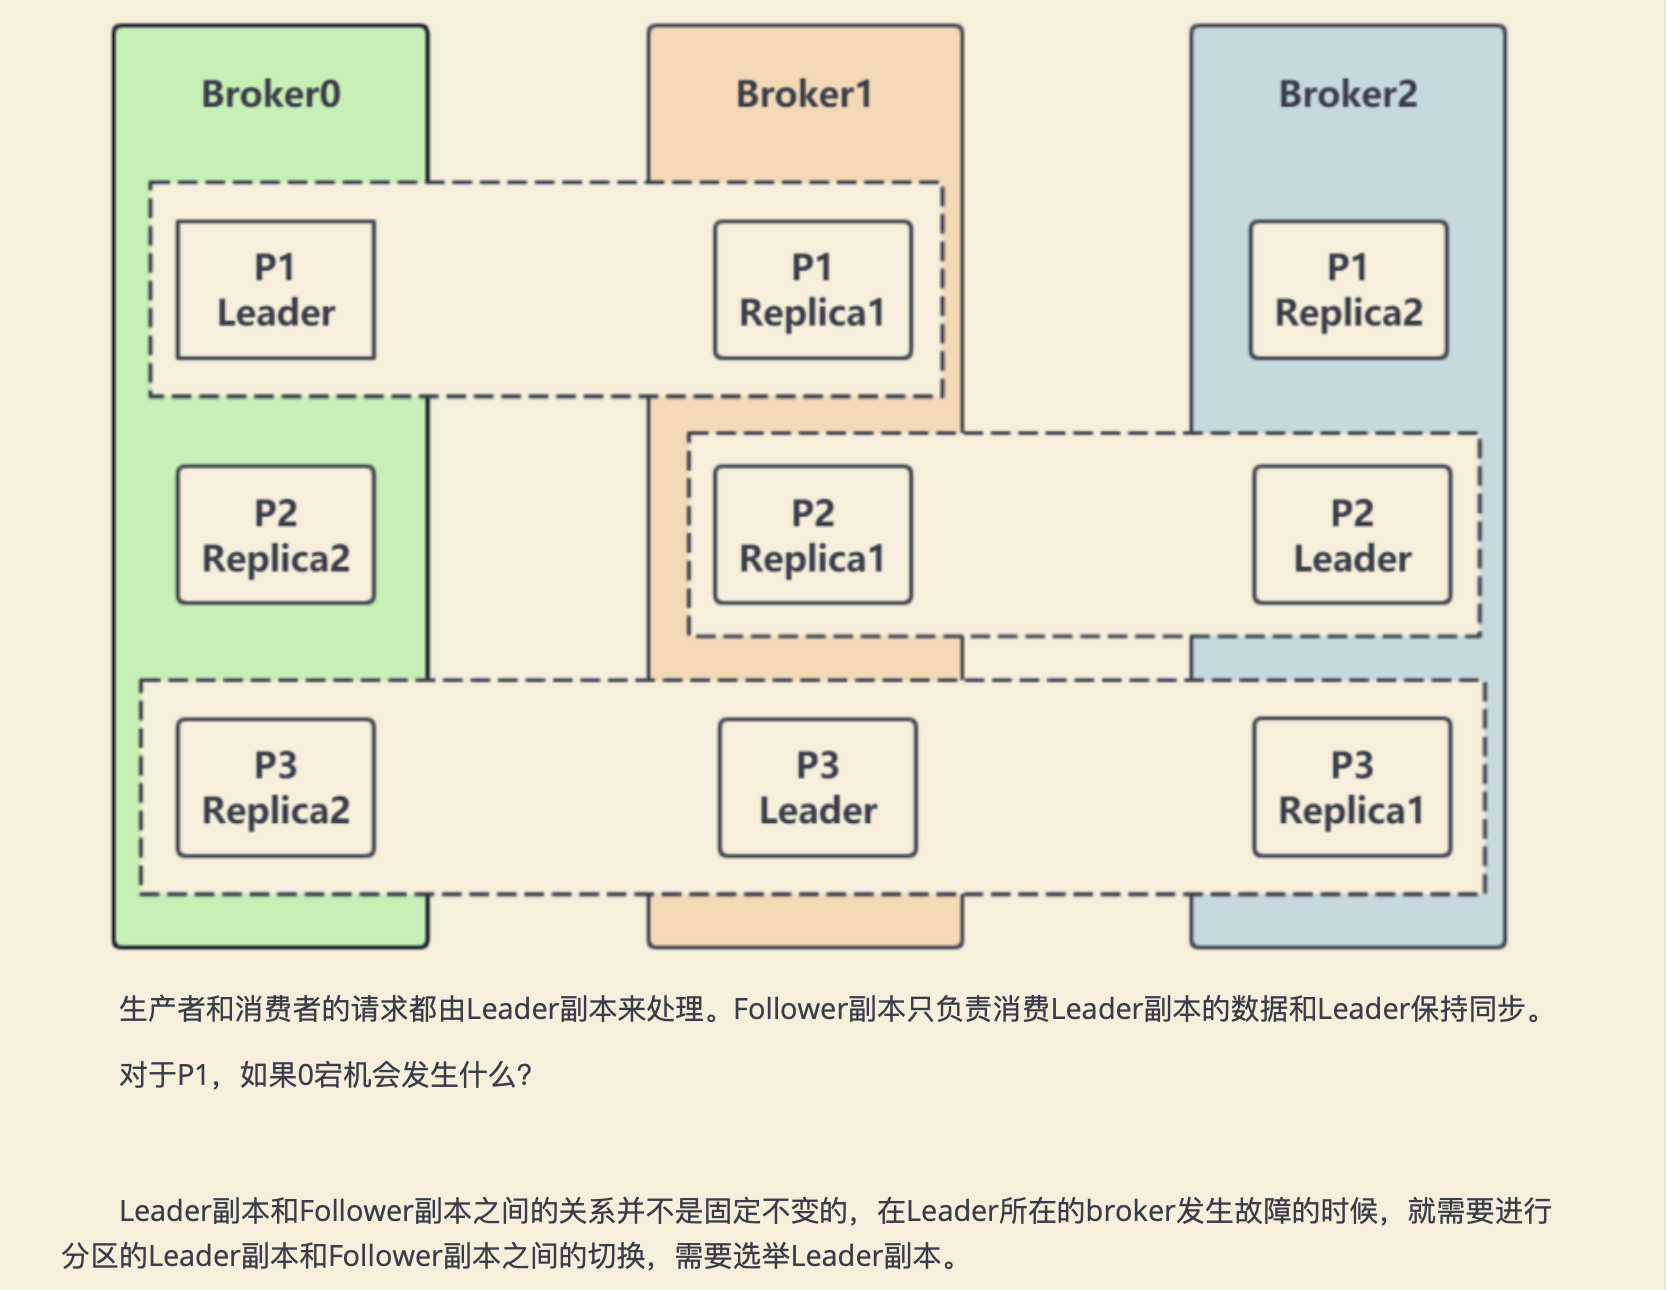 Broker0
Broker1
Broker2
P1
Leader
P1
Replica1
P1
Replica2
P2
Replica2
P2
Replica1
P2
Leader
P3
Replica2
P3
Leader
P3
Replica1
生产者和消费者的请求都由Leader副本来处理。Follower副本只负责消费Leader副本的数据和Leader保持同步。
对于P1，如果0宕机会发生什么？
Leader副本和Follower副本之间的关系并不是固定不变的，在Leader所在的broker发生故障的时候，就需要进行
分区的Leader副本和Follower副本之间的切换，需要选举Leader副本。